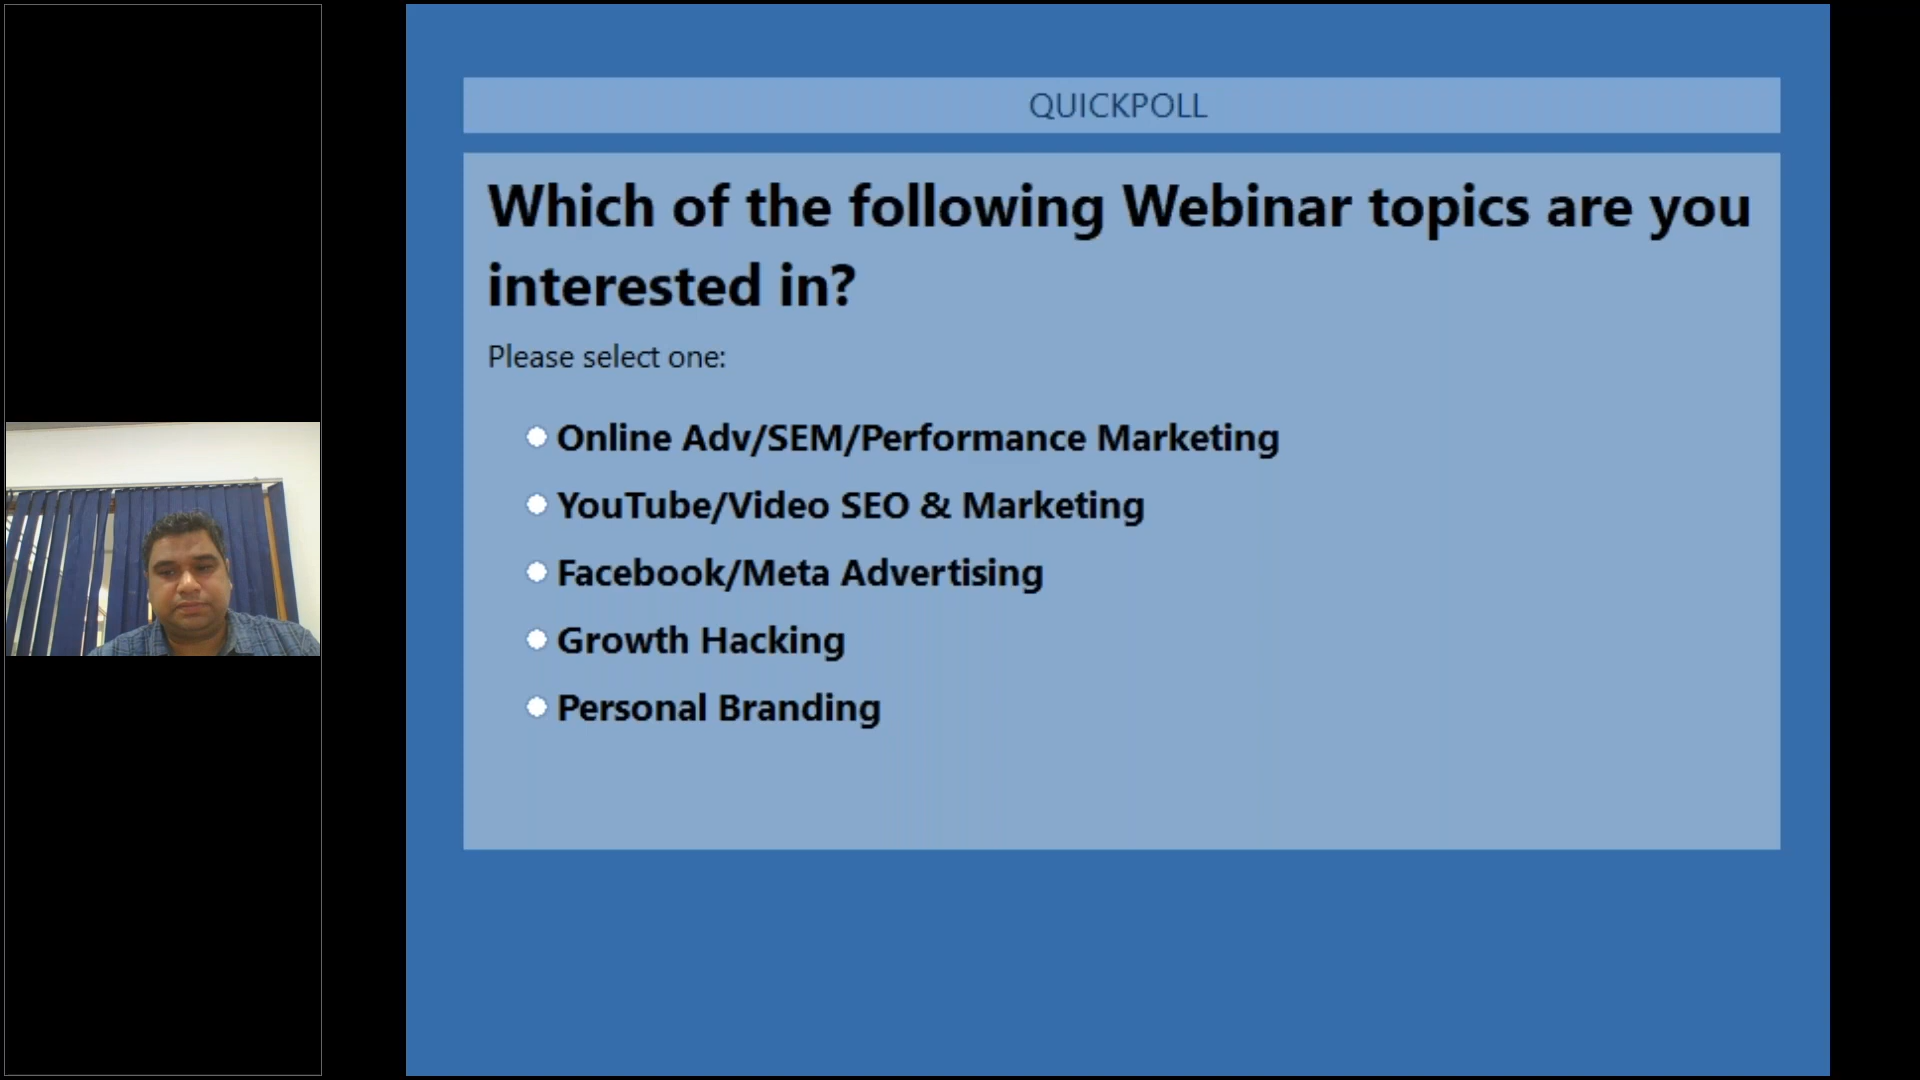 QUICKPOLL
Which of the following Webinar topics are you
interested in?
Please select one:
Online Adv/SEM/Performance Marketing
YouTube/Video SEO & Marketing
Facebook/Meta Advertising
Growth Hacking
Personal Branding